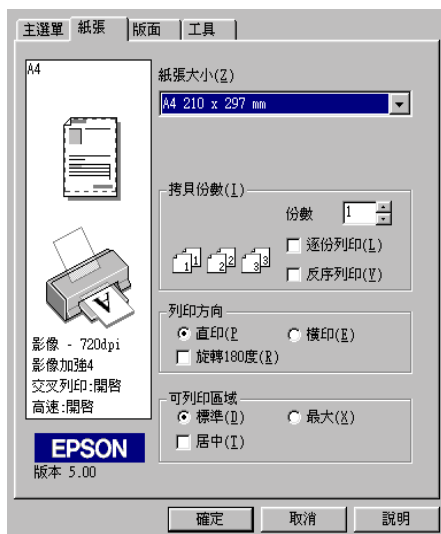 主選單 紙張 版面 工具
A4
紙張大小(Z)
A4 210 x 297 mm
拷貝份數(I)
份數 1
逐份列印(L)
反序列印(V)
1 1 2 2 3 3
列印方向
直印(P 橫印(E)
旋轉180度(R)
影像 - 720dpi
影像加強4
交叉列印:開啓
高速:開啓
可列印區域
標準(D) 最大(X)
居中(T)
EPSON
版本 5.00
確定 取消 說明